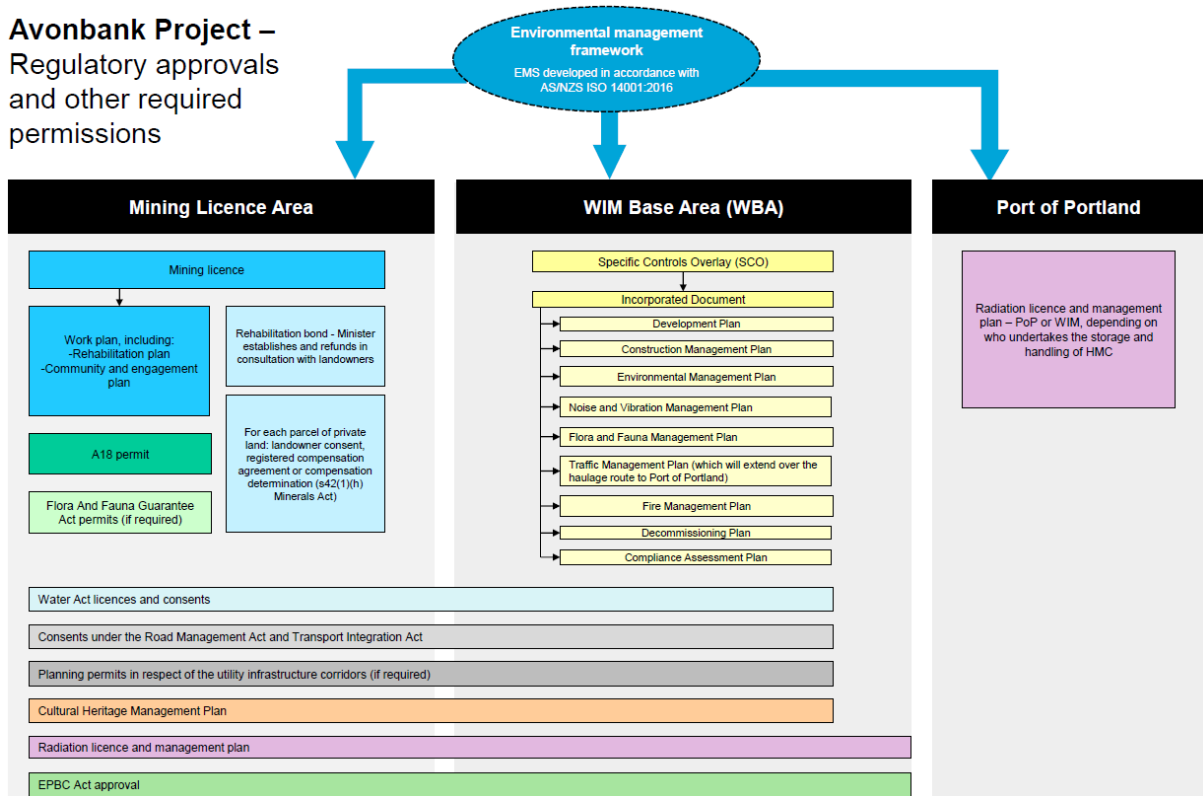 Avonbank Project –
Regulatory approvals
and other required
permissions
Environmental management
framework
EMS developed in accordance with
AS/NZS ISO 14001:2016
Mining Licence Area
Mining licence
Work plan, including:
-Rehabilitation plan
-Community and engagement
plan
Rehabilitation bond - Minister
establishes and refunds in
consultation with landowners
A18 permit
Flora And Fauna Guarantee
Act permits (if required)
For each parcel of private
land: landowner consent,
registered compensation
agreement or compensation
determination (s42(1)(h)
Minerals Act)
WIM Base Area (WBA)
Specific Controls Overlay (SCO)
Incorporated Document
Development Plan
Construction Management Plan
Environmental Management Plan
Noise and Vibration Management Plan
Flora and Fauna Management Plan
Traffic Management Plan (which will extend over the
haulage route to Port of Portland)
Fire Management Plan
Decommissioning Plan
Compliance Assessment Plan
Port of Portland
Radiation licence and management
plan – PoP or WIM, depending on
who undertakes the storage and
handling of HMC
Water Act licences and consents
Consents under the Road Management Act and Transport Integration Act
Planning permits in respect of the utility infrastructure corridors (if required)
Cultural Heritage Management Plan
Radiation licence and management plan
EPBC Act approval